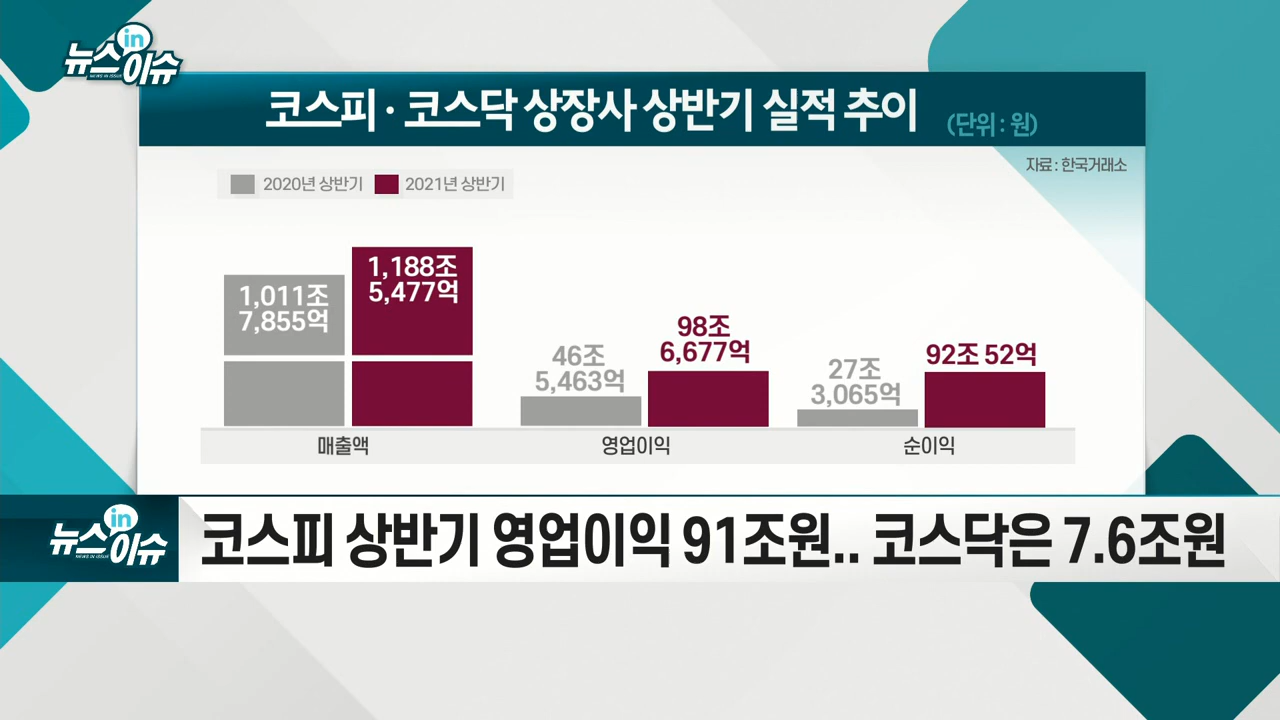 뉴스in이슈
NEWS IN ISSUE
코스피·코스닥 상장사 상반기 실적 추이 (단위 : 원)
자료 : 한국거래소
2020년 상반기 2021년 상반기
1,011조
7,855억
1,188조
5,477억
46조
5,463억
98조
6,677억
27조
3,065억
92조 52억
매출액 영업이익 순이익
뉴스in이슈
NEWS IN ISSUE
코스피 상반기 영업이익 91조원.. 코스닥은 7.6조원